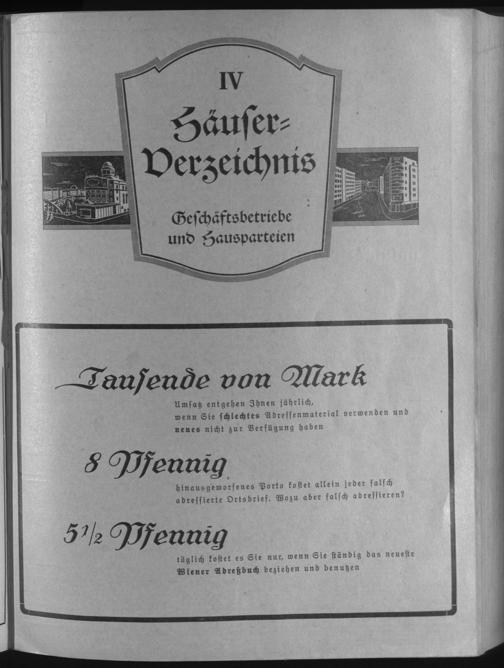 IV
Häuser-
Verzeichnis
Geschäftsbetriebe
und Hausparteien
Tausende von Mark
Umsatz entgehen Ihnen jährlich,
wenn Sie schlechtes Adressenmaterial verwenden und
neues nicht zur Verfügung haben
8 Pfennig
hinausgeworfenes Porto kostet allein jeder falsch
adressierte Ortsbrief. Wozu aber falsch adressieren?
5 1/2 Pfennig
täglich kostet es Sie nur, wenn Sie ständig das neueste
Wiener Adreßbuch beziehen und benutzen